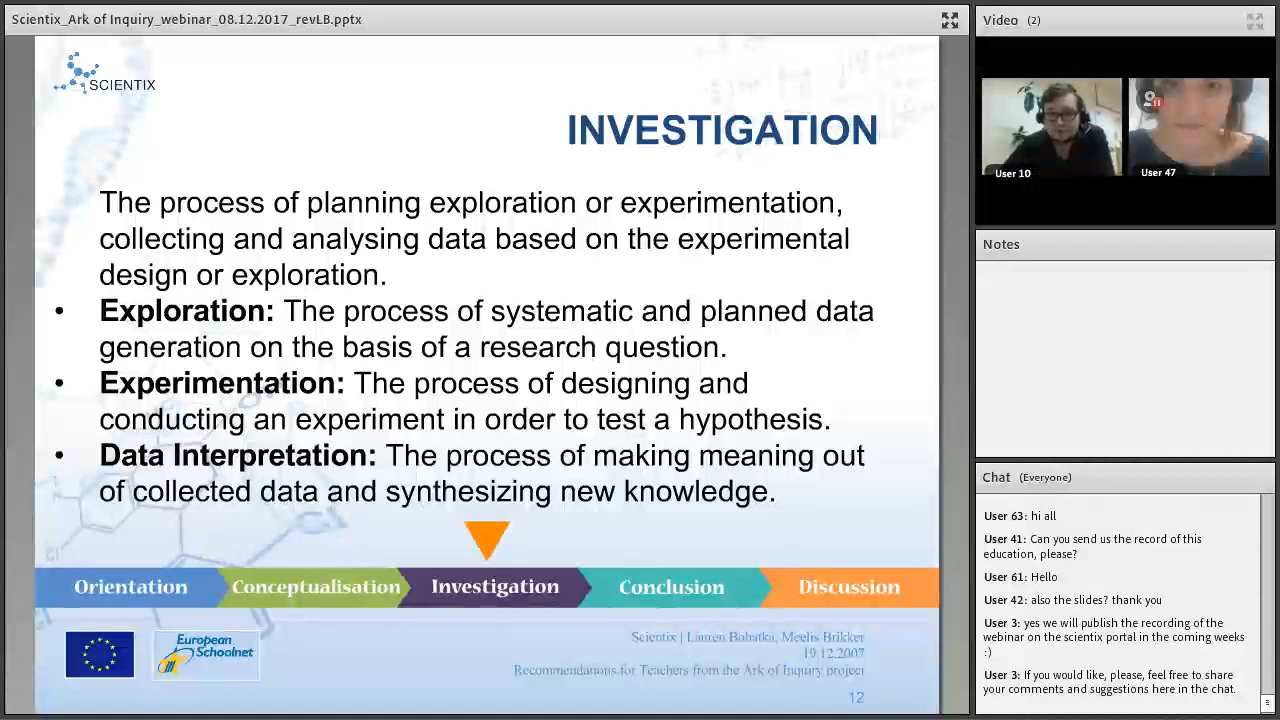 Scientix_Ark of Inquiry_webinar_08.12.2017_revLB.pptx
SCIENTIX
INVESTIGATION
The process of planning exploration or experimentation,
collecting and analysing data based on the experimental
design or exploration.
• Exploration: The process of systematic and planned data
generation on the basis of a research question.
• Experimentation: The process of designing and
conducting an experiment in order to test a hypothesis.
• Data Interpretation: The process of making meaning out
of collected data and synthesizing new knowledge.
Orientation Conceptualisation Investigation Conclusion Discussion
European
Schoolnet
Scientix | Lauren Bohatka, Meelis Brikker
19.12.2007
Recommendations for Teachers from the Ark of Inquiry project
12
Video (2)
User 10
User 47
Notes
Chat (Everyone)
User 63: hi all
User 41: Can you send us the record of this
education, please?
User 61: Hello
User 42: also the slides? thank you
User 3: yes we will publish the recording of the
webinar on the scientix portal in the coming weeks
:)
User 3: If you would like, please, feel free to share
your comments and suggestions here in the chat.